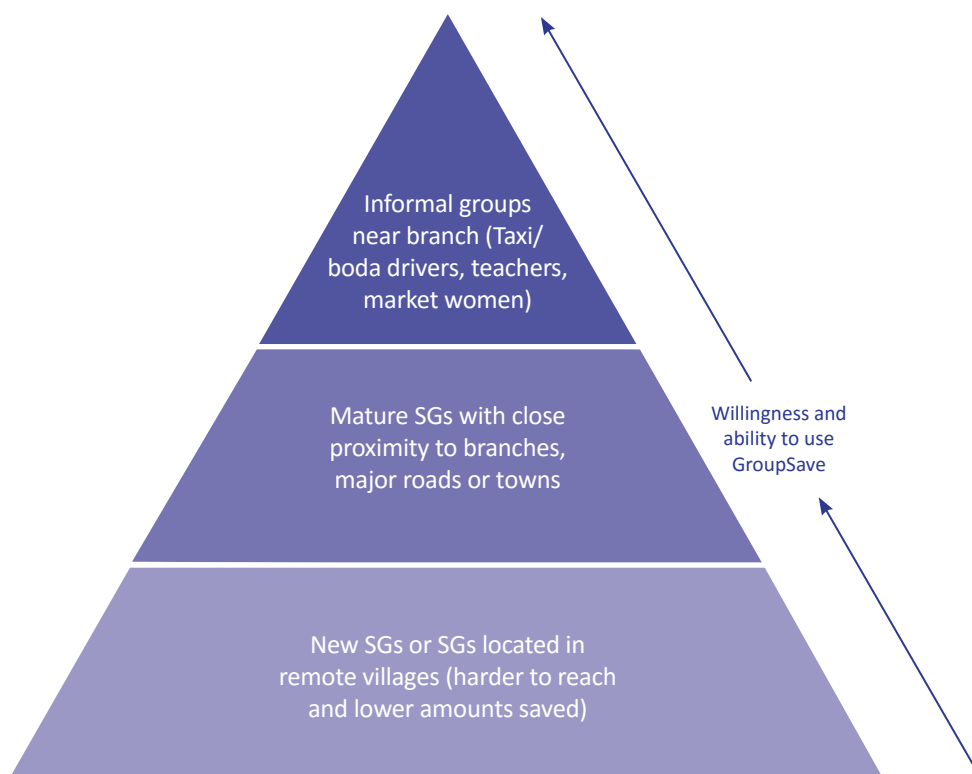 Informal groups
near branch (Taxi/
boda drivers, teachers,
market women)
Mature SGs with close
proximity to branches,
major roads or towns
Willingness and
ability to use
GroupSave
New SGs or SGs located in
remote villages (harder to reach
and lower amounts saved)